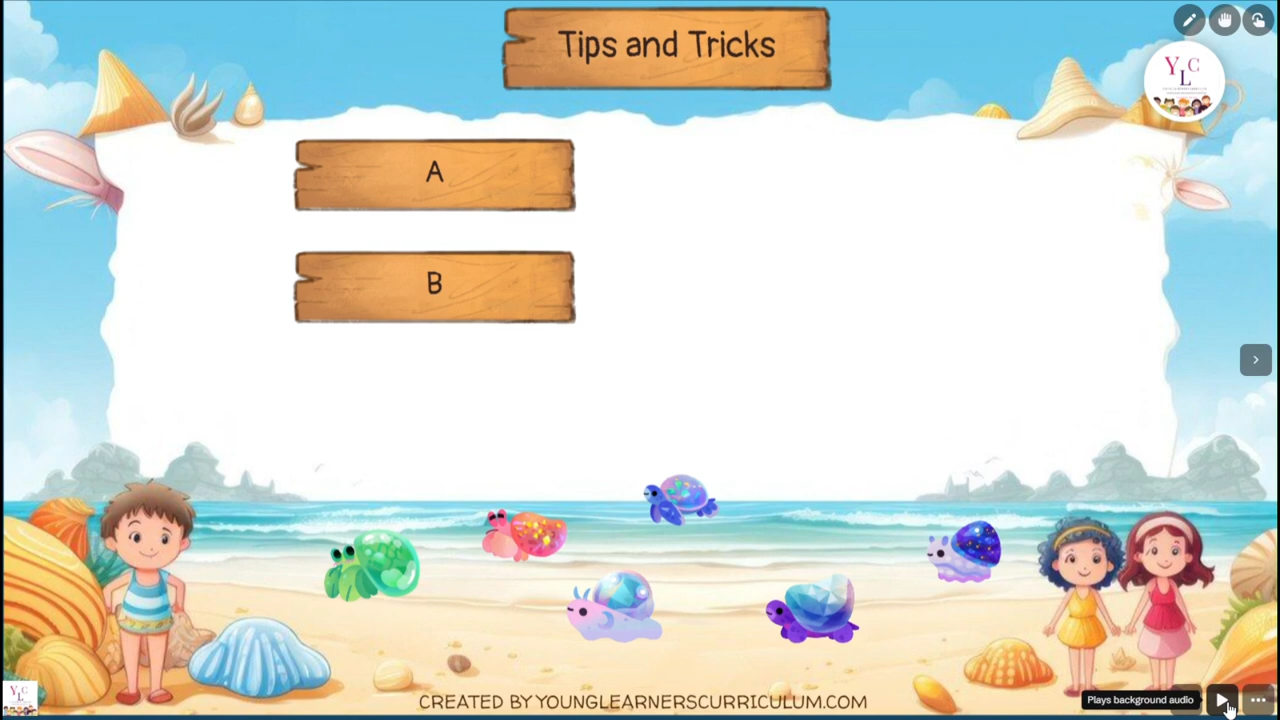 Tips and Tricks
Y L C
A
B
CREATED BY YOUNGLEARNERSCURRICULUM.COM
Plays background audio